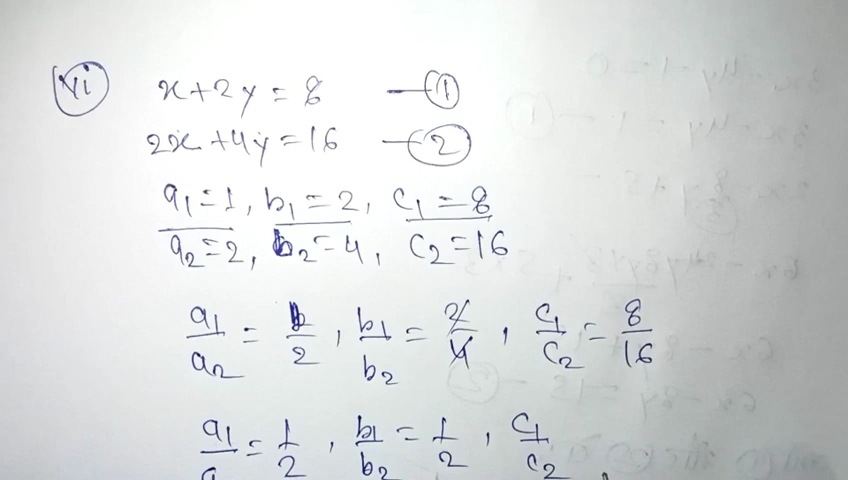 vi x+2y=8 —1
2x+4y=16 —2
a1=1, b1=2, c1=8
a2=2, b2=4, c2=16
a1/a2 = 1/2, b1/b2 = 2/4, c1/c2 = 8/16
a1/a = 1/2, b1/b2 = 1/2, c1/c2